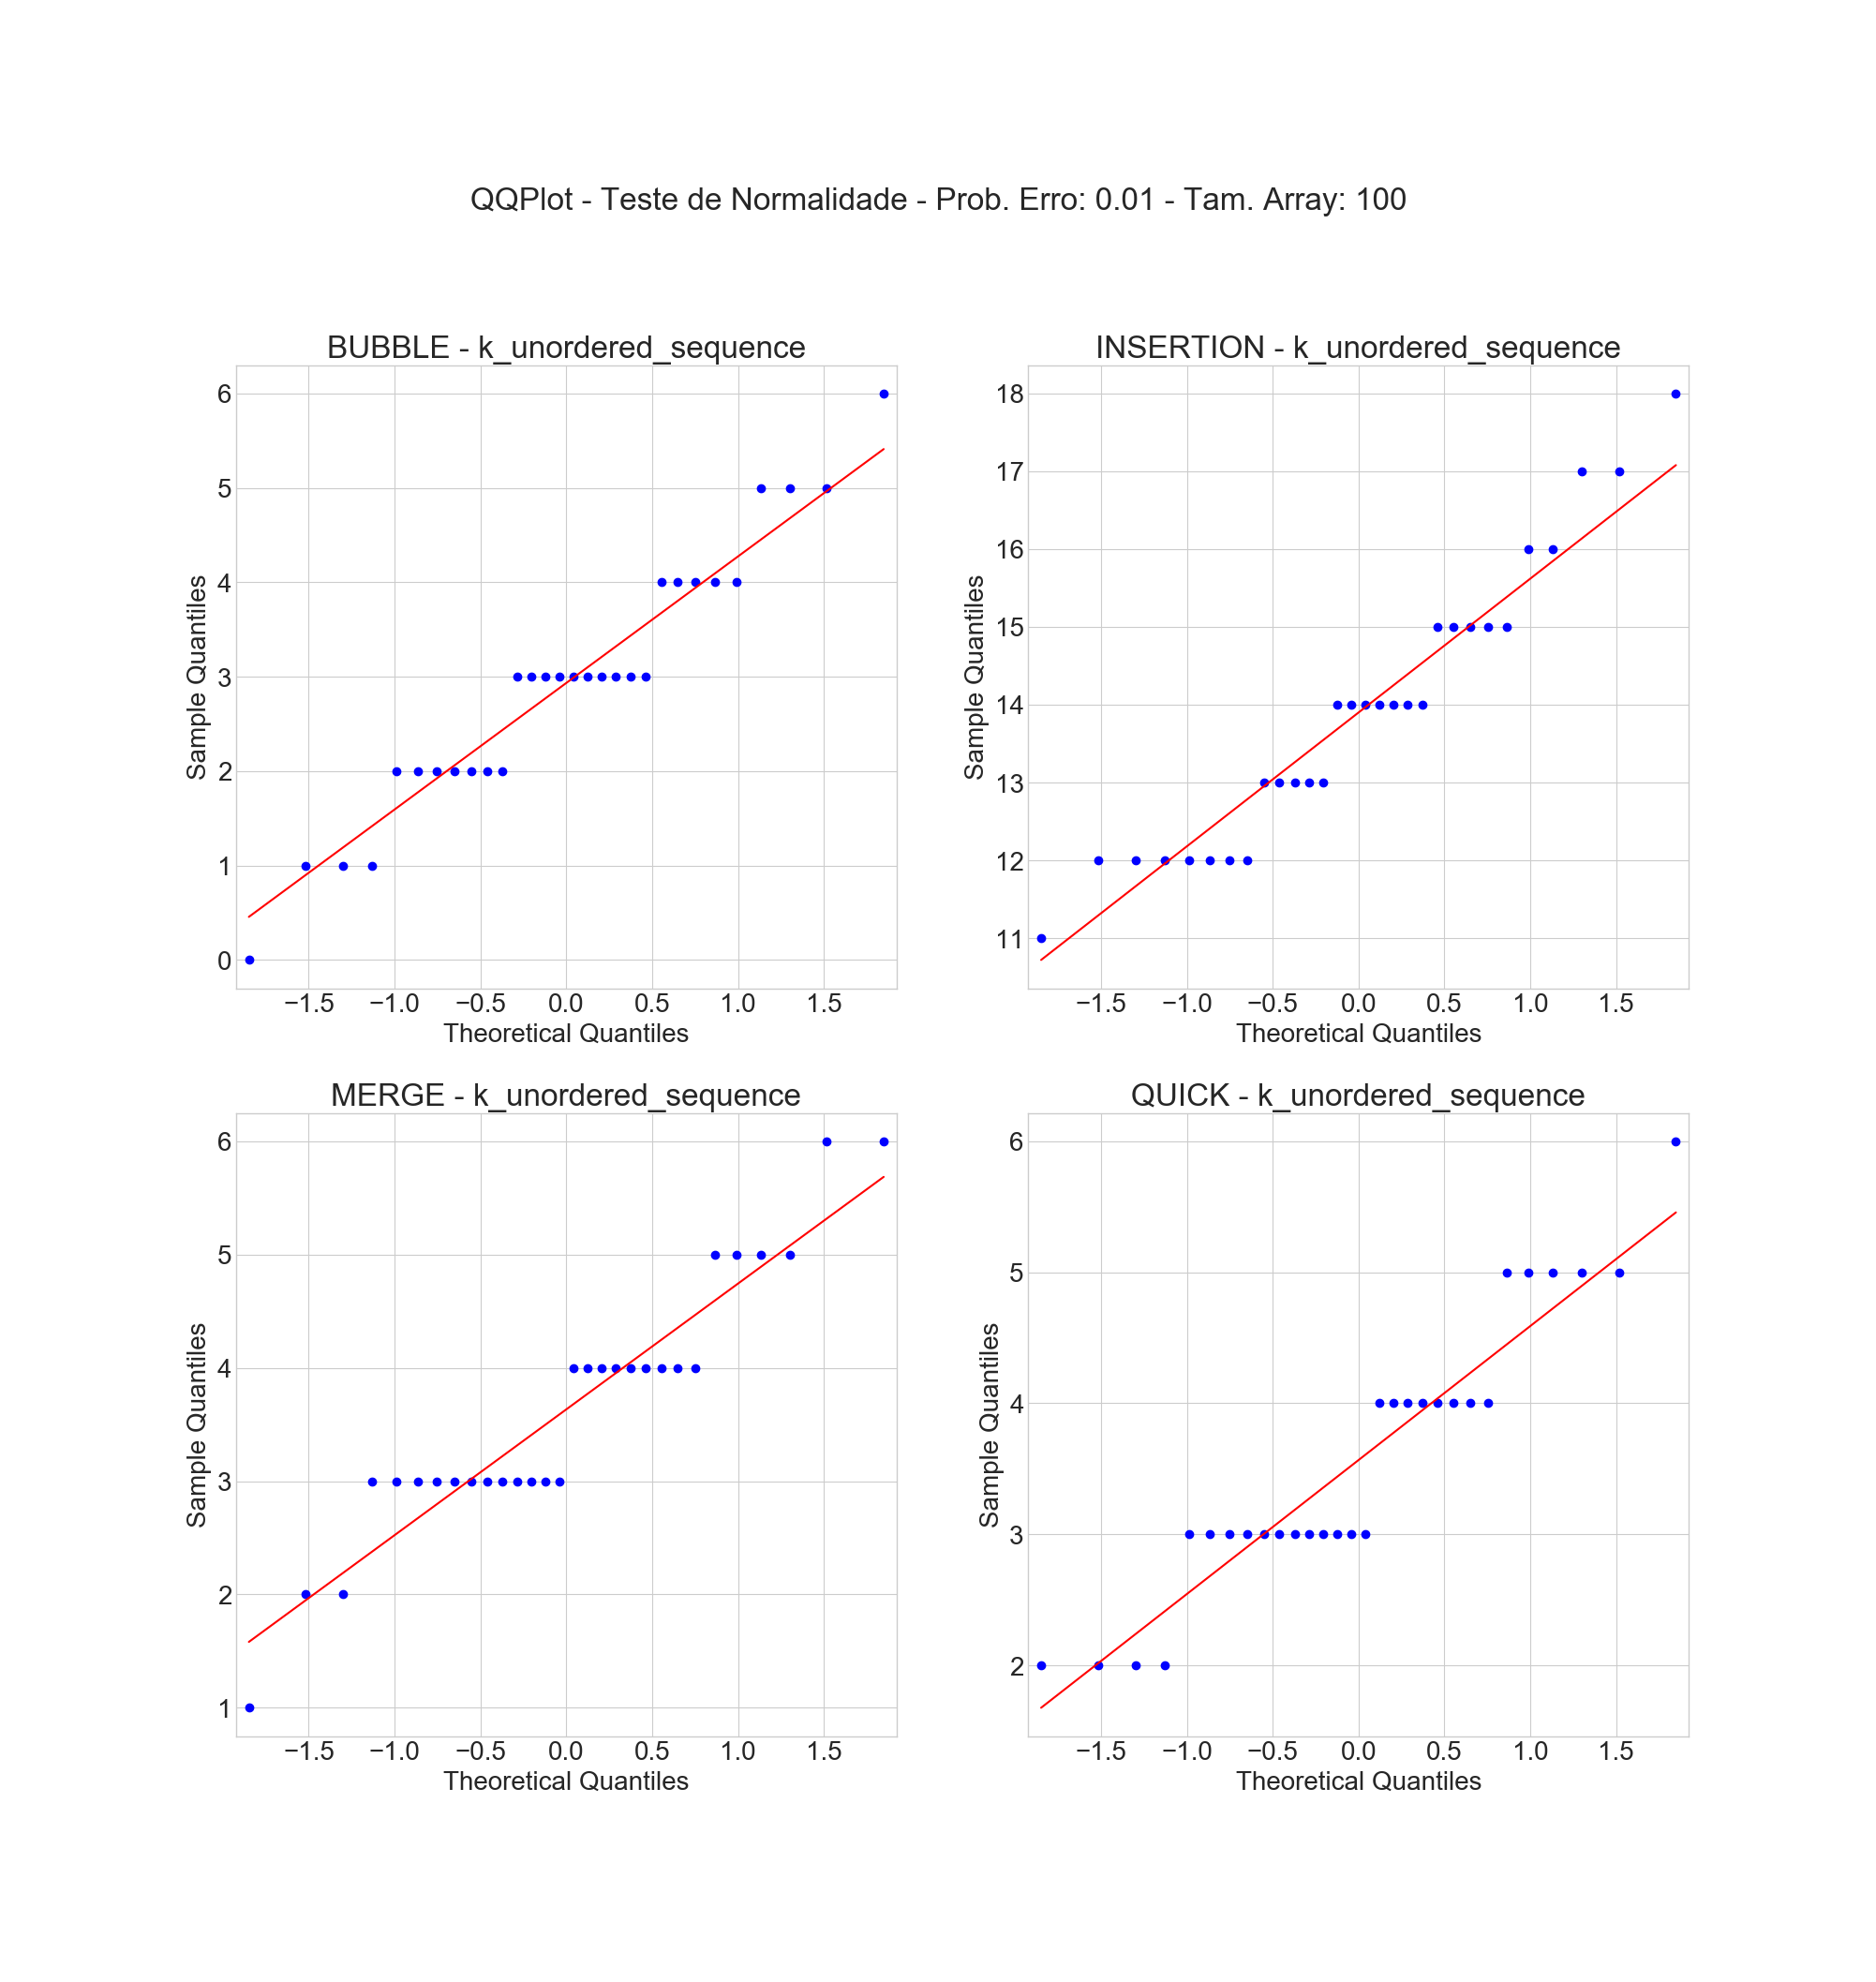 QQPlot - Teste de Normalidade - Prob. Erro: 0.01 - Tam. Array: 100
BUBBLE - k_unordered_sequence
6
5
4
3
2
1
0
Sample Quantiles
−1.5 −1.0 −0.5 0.0 0.5 1.0 1.5
Theoretical Quantiles
INSERTION - k_unordered_sequence
18
17
16
15
14
13
12
11
Sample Quantiles
−1.5 −1.0 −0.5 0.0 0.5 1.0 1.5
Theoretical Quantiles
MERGE - k_unordered_sequence
6
5
4
3
2
1
Sample Quantiles
−1.5 −1.0 −0.5 0.0 0.5 1.0 1.5
Theoretical Quantiles
QUICK - k_unordered_sequence
6
5
4
3
2
Sample Quantiles
−1.5 −1.0 −0.5 0.0 0.5 1.0 1.5
Theoretical Quantiles